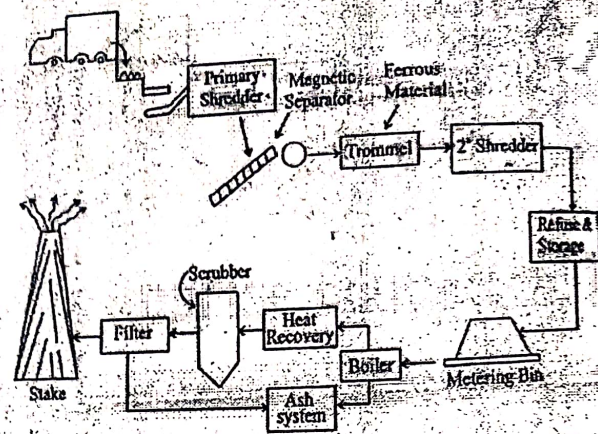 Primary
Shredder
Magnetic
Separator
Ferrous
Material
Trommel
2° Shredder
Refuse &
Storage
Metering Bin
Boiler
Heat
Recovery
Scrubber
Filter
Ash
system
Stake